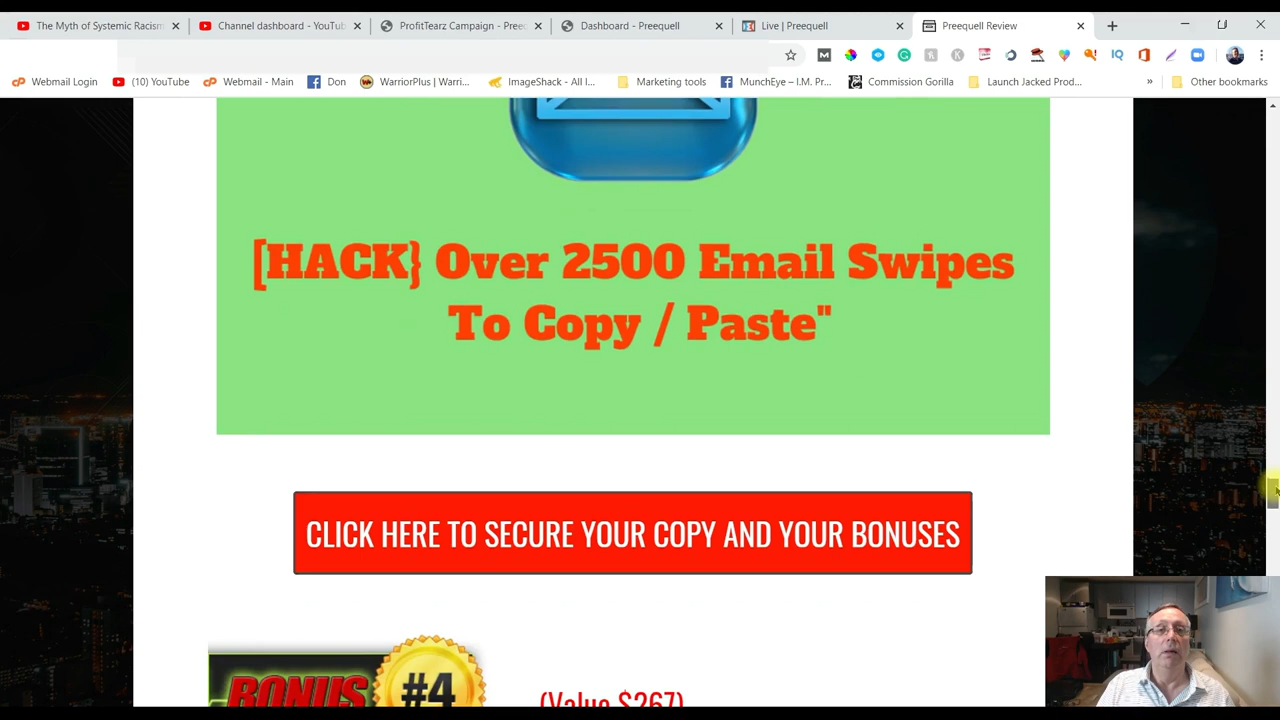 The Myth of Systemic Racism
Channel dashboard - YouTub
ProfitTearz Campaign - Pree
Dashboard - Preequell
Live | Preequell
Preequell Review
Webmail Login
(10) YouTube
Webmail - Main
Don
WarriorPlus | Warri...
ImageShack - All I...
Marketing tools
MunchEye – I.M. Pr...
Commission Gorilla
Launch Jacked Prod...
»
Other bookmarks
[HACK} Over 2500 Email Swipes
To Copy / Paste"
CLICK HERE TO SECURE YOUR COPY AND YOUR BONUSES
BONUS
#4
(Value $267)